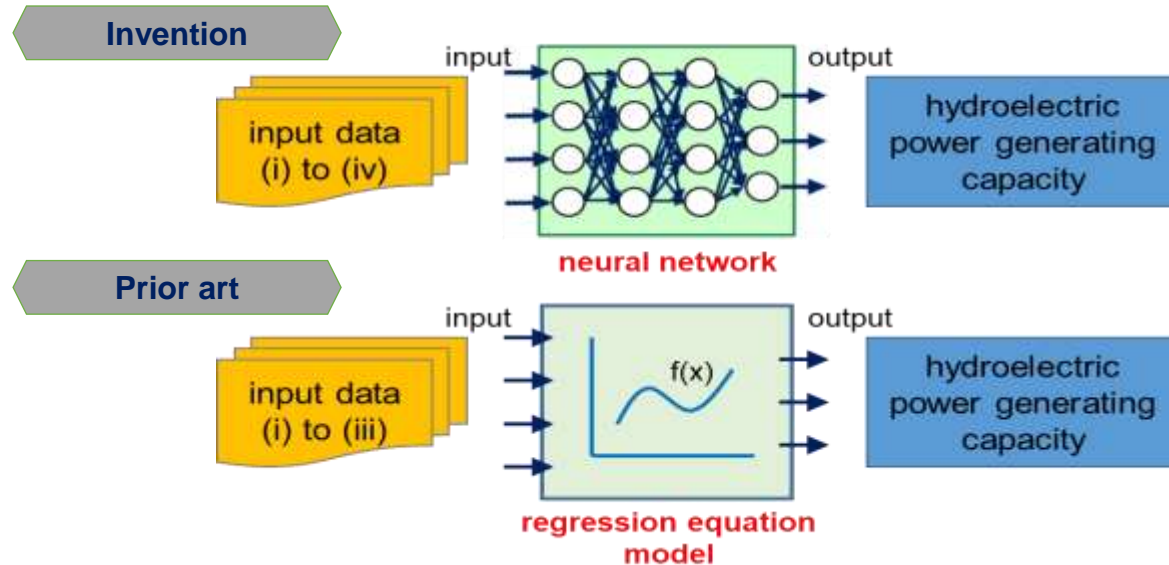 Invention
input
output
input data
(i) to (iv)
hydroelectric
power generating
capacity
neural network
Prior art
input
output
input data
(i) to (iii)
f(x)
hydroelectric
power generating
capacity
regression equation
model